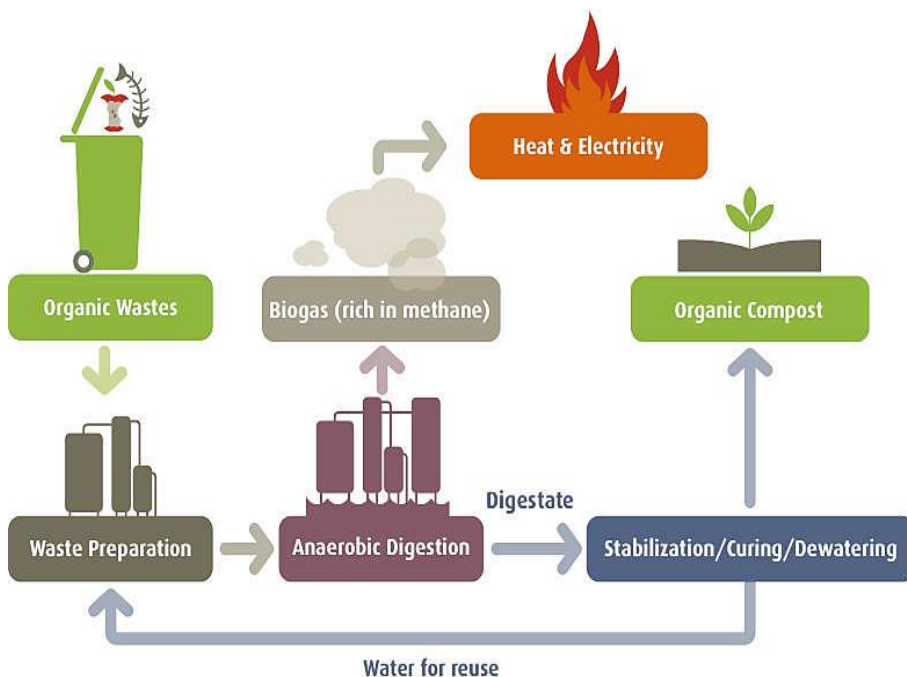 Heat & Electricity
Organic Wastes
Biogas (rich in methane)
Organic Compost
Digestate
Waste Preparation
Anaerobic Digestion
Stabilization/Curing/Dewatering
Water for reuse